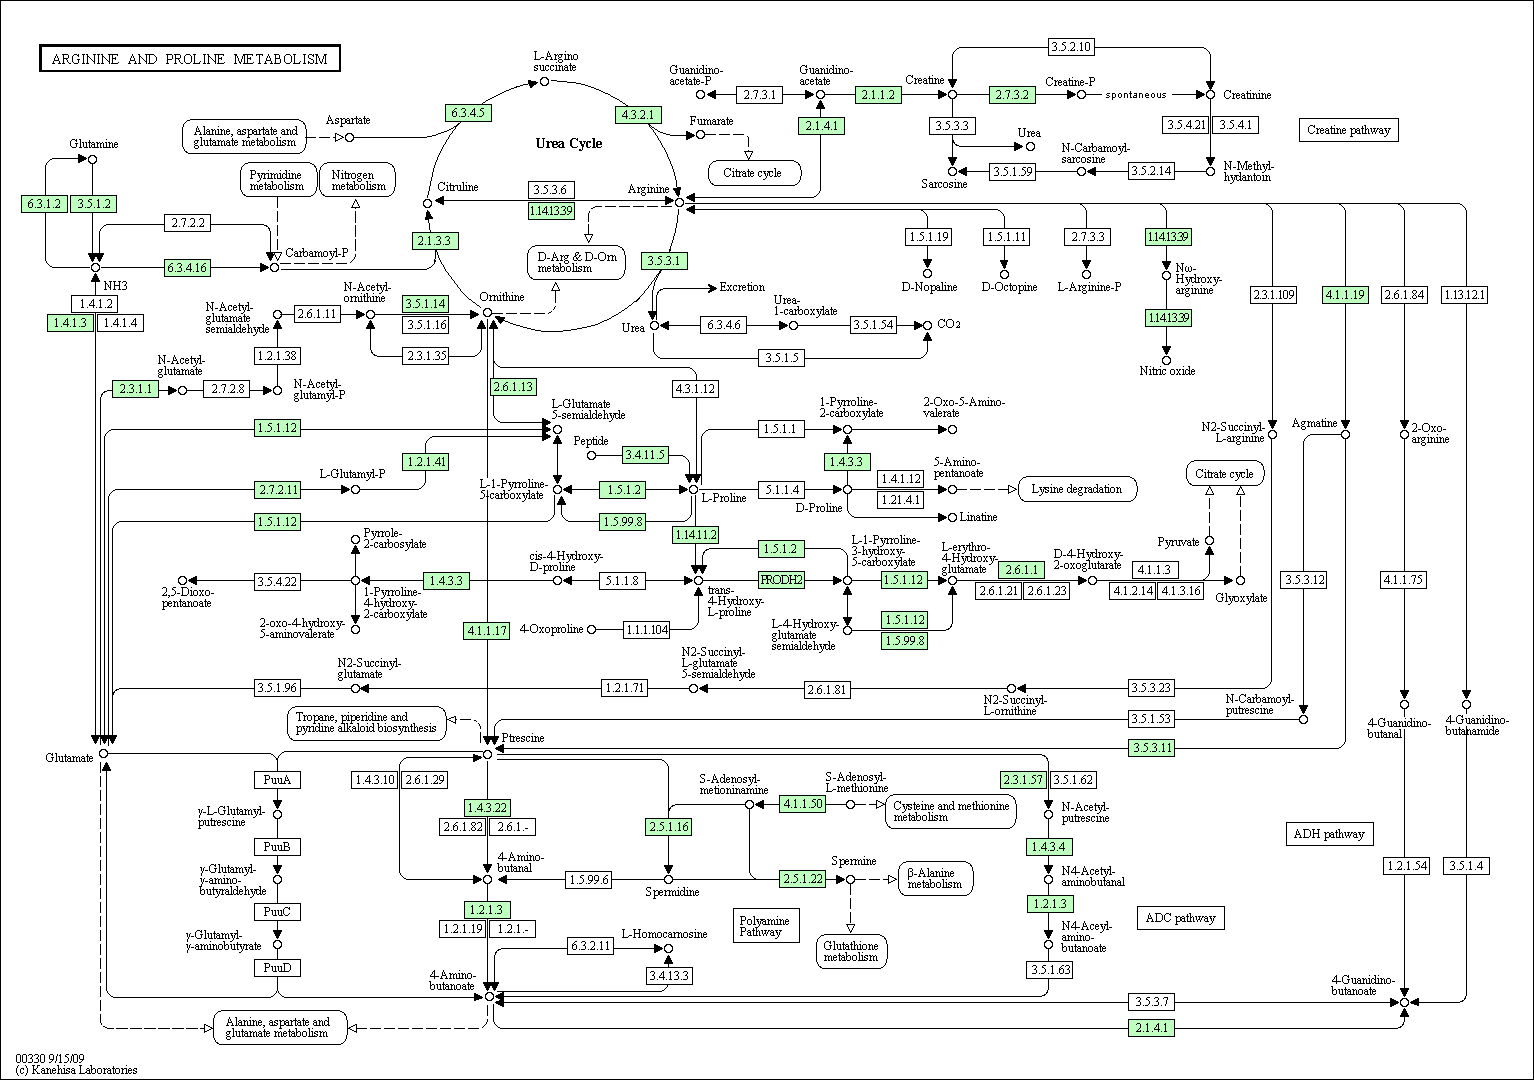 ARGININE AND PROLINE METABOLISM
L-Argino
succinate
Guanidino-
acetate-P
Guanidino-
acetate
Creatine
3.5.2.10
Creatine-P
spontaneous
Creatinine
2.7.3.1
2.1.1.2
2.7.3.2
6.3.4.5
4.3.2.1
2.1.4.1
3.5.3.3
3.5.4.21
3.5.4.1
Creatine pathway
Alanine, aspartate and
glutamate metabolism
Aspartate
Urea Cycle
Fumarate
Citrate cycle
Urea
N-Carbamoyl-
sarcosine
Sarcosine
3.5.1.59
3.5.2.14
N-Methyl-
hydantoin
Glutamine
Pyrimidine
metabolism
Nitrogen
metabolism
Citruline
3.5.3.6
1.14.13.39
Arginine
6.3.1.2
3.5.1.2
2.7.2.2
2.1.3.3
D-Arg & D-Orn
metabolism
3.5.3.1
1.5.1.19
1.5.1.11
2.7.3.3
1.14.13.39
Carbamoyl-P
6.3.4.16
NH3
D-Nopaline
D-Octopine
L-Arginine-P
Nω-
Hydroxy-
arginine
1.4.1.2
1.4.1.3
1.4.1.4
N-Acetyl-
glutamate
semialdehyde
2.6.1.11
N-Acetyl-
ornithine
3.5.1.14
3.5.1.16
2.3.1.35
Ornithine
Excretion
Urea
6.3.4.6
Urea-
1-carboxylate
3.5.1.54
CO2
3.5.1.5
1.14.13.39
Nitric oxide
2.3.1.109
4.1.1.19
2.6.1.84
1.13.12.1
1.2.1.38
N-Acetyl-
glutamate
2.3.1.1
2.7.2.8
N-Acetyl-
glutamyl-P
2.6.1.13
4.3.1.12
1.5.1.12
L-Glutamate
5-semialdehyde
1-Pyrroline-
2-carboxylate
2-Oxo-5-Amino-
valerate
1.5.1.1
N2-Succinyl-
L-arginine
Agmatine
2-Oxo-
arginine
Peptide
3.4.11.5
1.2.1.41
1.4.3.3
L-Glutamyl-P
2.7.2.11
L-1-Pyrroline-
5-carboxylate
1.5.1.2
L-Proline
5.1.1.4
D-Proline
1.4.1.12
1.21.4.1
5-Amino-
pentanoate
Lysine degradation
Citrate cycle
1.5.1.12
1.5.99.8
Linatine
1.14.11.2
Pyrrole-
2-carbosylate
cis-4-Hydroxy-
D-proline
1.5.1.2
L-1-Pyrroline-
3-hydroxy-
5-carboxylate
L-erythro-
4-Hydroxy-
glutamate
D-4-Hydroxy-
2-oxoglutarate
Pyruvate
2,5-Dioxo-
pentanoate
3.5.4.22
1.4.3.3
5.1.1.8
PRODH2
1.5.1.12
2.6.1.1
2.6.1.21
2.6.1.23
4.1.1.3
4.1.2.14
4.1.3.16
Glyoxylate
3.5.3.12
4.1.1.75
1-Pyrroline-
4-hydroxy-
2-carboxylate
trans-
4-Hydroxy-
L-proline
2-oxo-4-hydroxy-
5-aminovalerate
4.1.1.17
4-Oxoproline
1.1.1.104
L-4-Hydroxy-
glutamate
semialdehyde
1.5.1.12
1.5.99.8
N2-Succinyl-
glutamate
N2-Succinyl-
L-glutamate
5-semialdehyde
3.5.1.96
1.2.1.71
2.6.1.81
N2-Succinyl-
L-ornithine
3.5.3.23
N-Carbamoyl-
putrescine
Tropane, piperidine and
pyridine alkaloid biosynthesis
3.5.1.53
4-Guanidino-
butanal
4-Guanidino-
butanamide
Glutamate
Ptrescine
3.5.3.11
PuuA
1.4.3.10
2.6.1.29
S-Adenosyl-
metioninamine
S-Adenosyl-
L-methionine
2.3.1.57
3.5.1.62
γ-L-Glutamyl-
putrescine
1.4.3.22
2.6.1.82
2.6.1.-
2.5.1.16
4.1.1.50
Cysteine and methionine
metabolism
N-Acetyl-
putrescine
PuuB
1.4.3.4
ADH pathway
γ-Glutamyl-
γ-amino-
butyraldehyde
4-Amino-
butanal
1.5.99.6
Spermidine
2.5.1.22
Spermine
β-Alanine
metabolism
N4-Acetyl-
aminobutanal
1.2.1.54
3.5.1.4
PuuC
1.2.1.3
1.2.1.19
1.2.1.-
Polyamine
Pathway
1.2.1.3
ADC pathway
γ-Glutamyl-
γ-aminobutyrate
L-Homocarnosine
6.3.2.11
Glutathione
metabolism
N4-Aceyl-
amino-
butanoate
PuuD
4-Amino-
butanoate
3.4.13.3
3.5.1.63
4-Guanidino-
butanoate
3.5.3.7
Alanine, aspartate and
glutamate metabolism
2.1.4.1
00330 9/15/09
(c) Kanehisa Laboratories